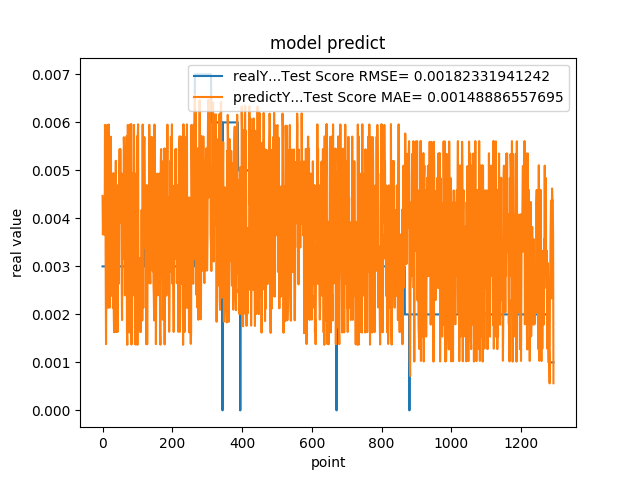 model predict
realY...Test Score RMSE= 0.00182331941242
predictY...Test Score MAE= 0.00148886557695
0.007
0.006
0.005
0.004
0.003
0.002
0.001
0.000
real value
0 200 400 600 800 1000 1200
point